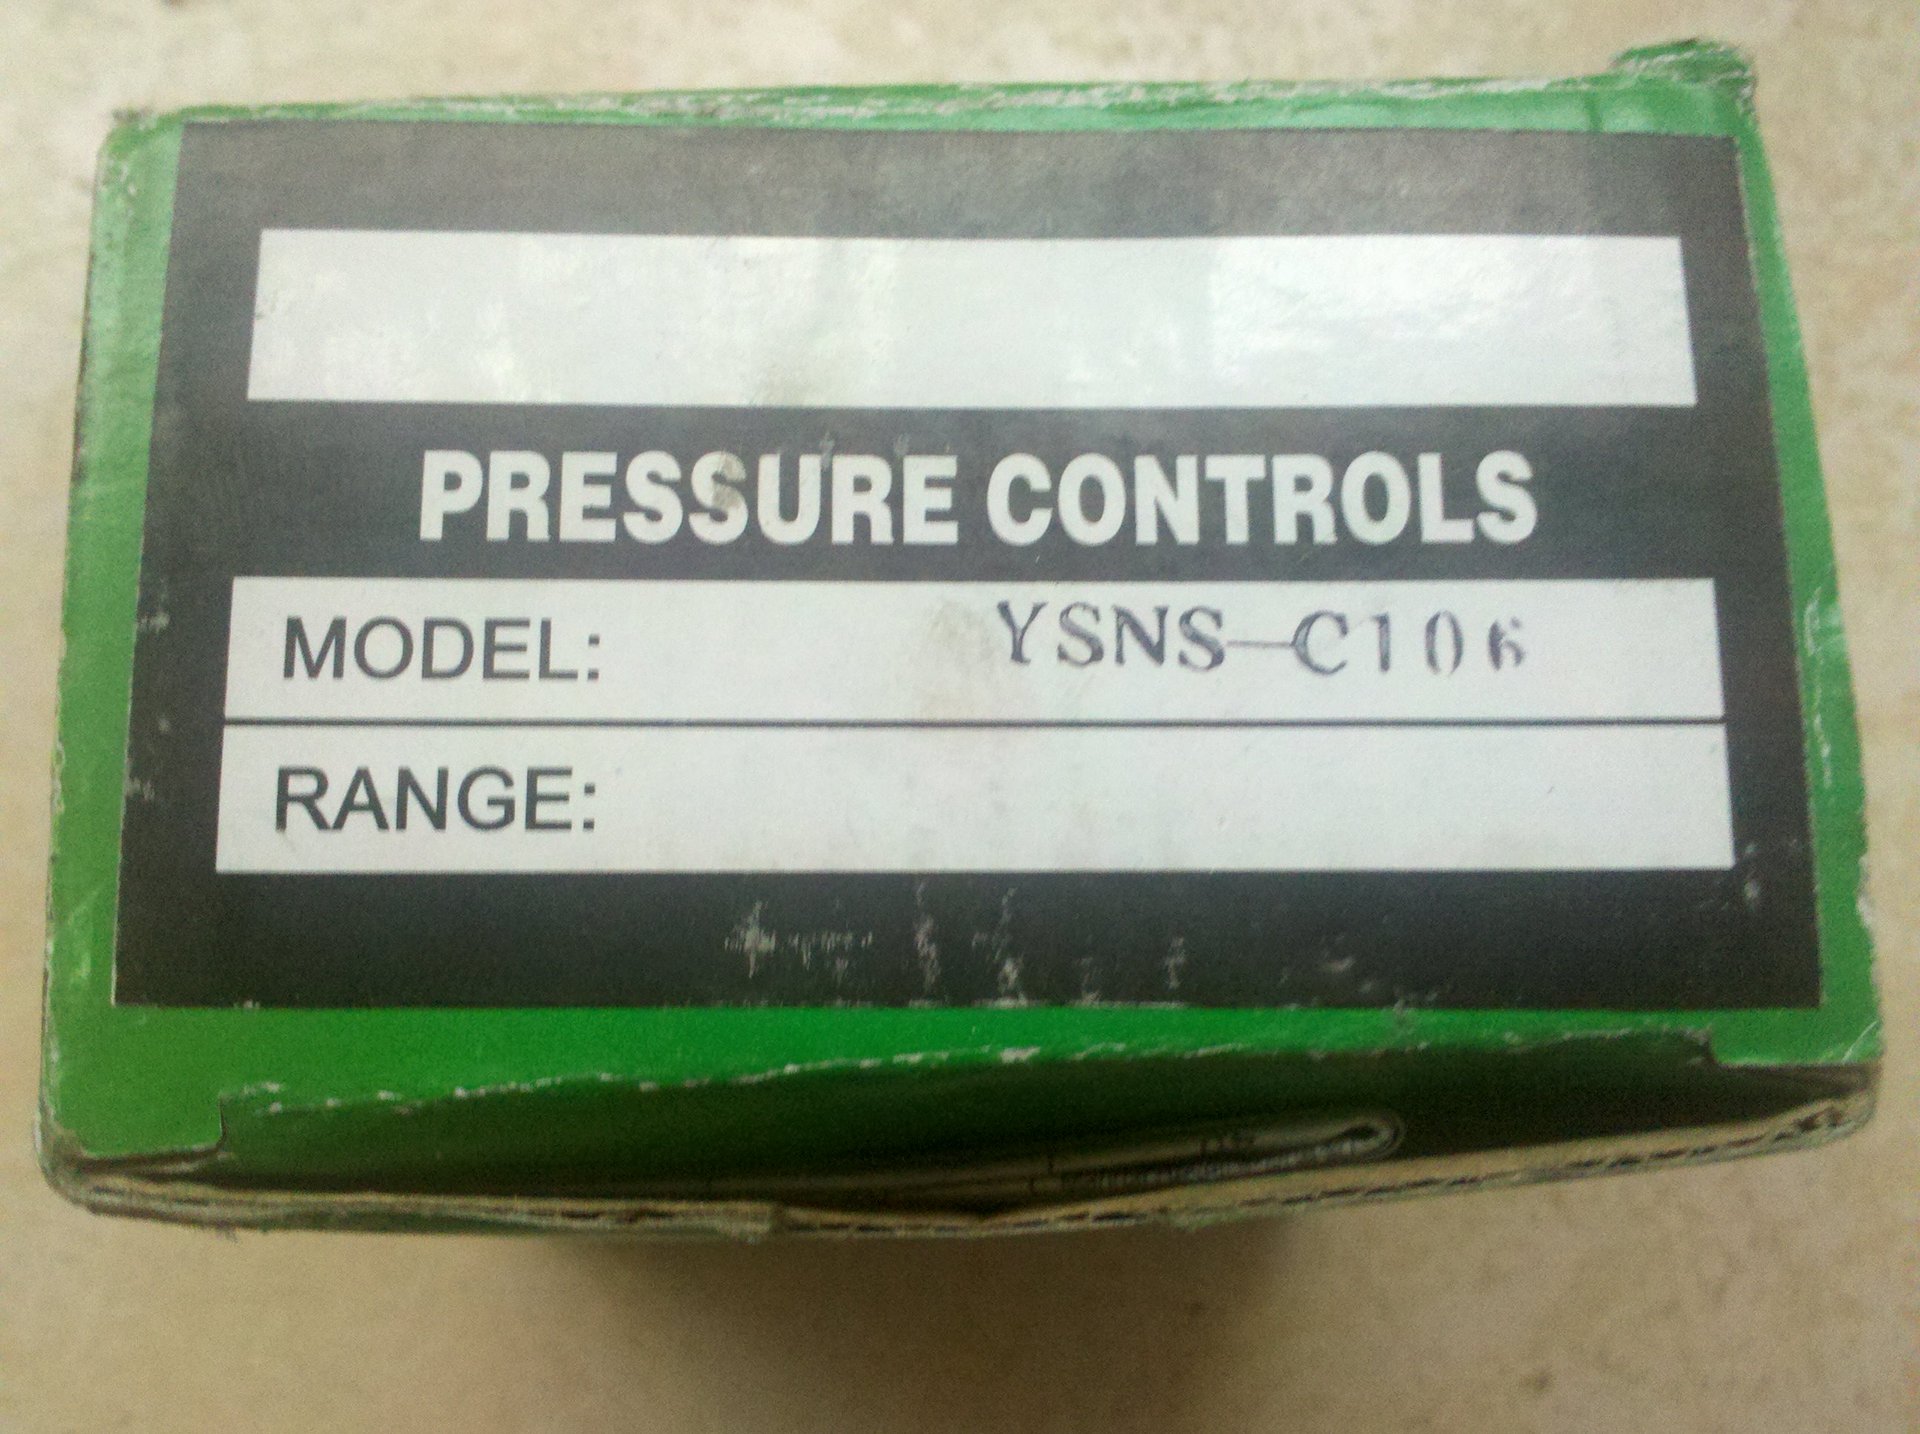 PRESSURE CONTROLS
MODEL: YSNS-C106
RANGE: